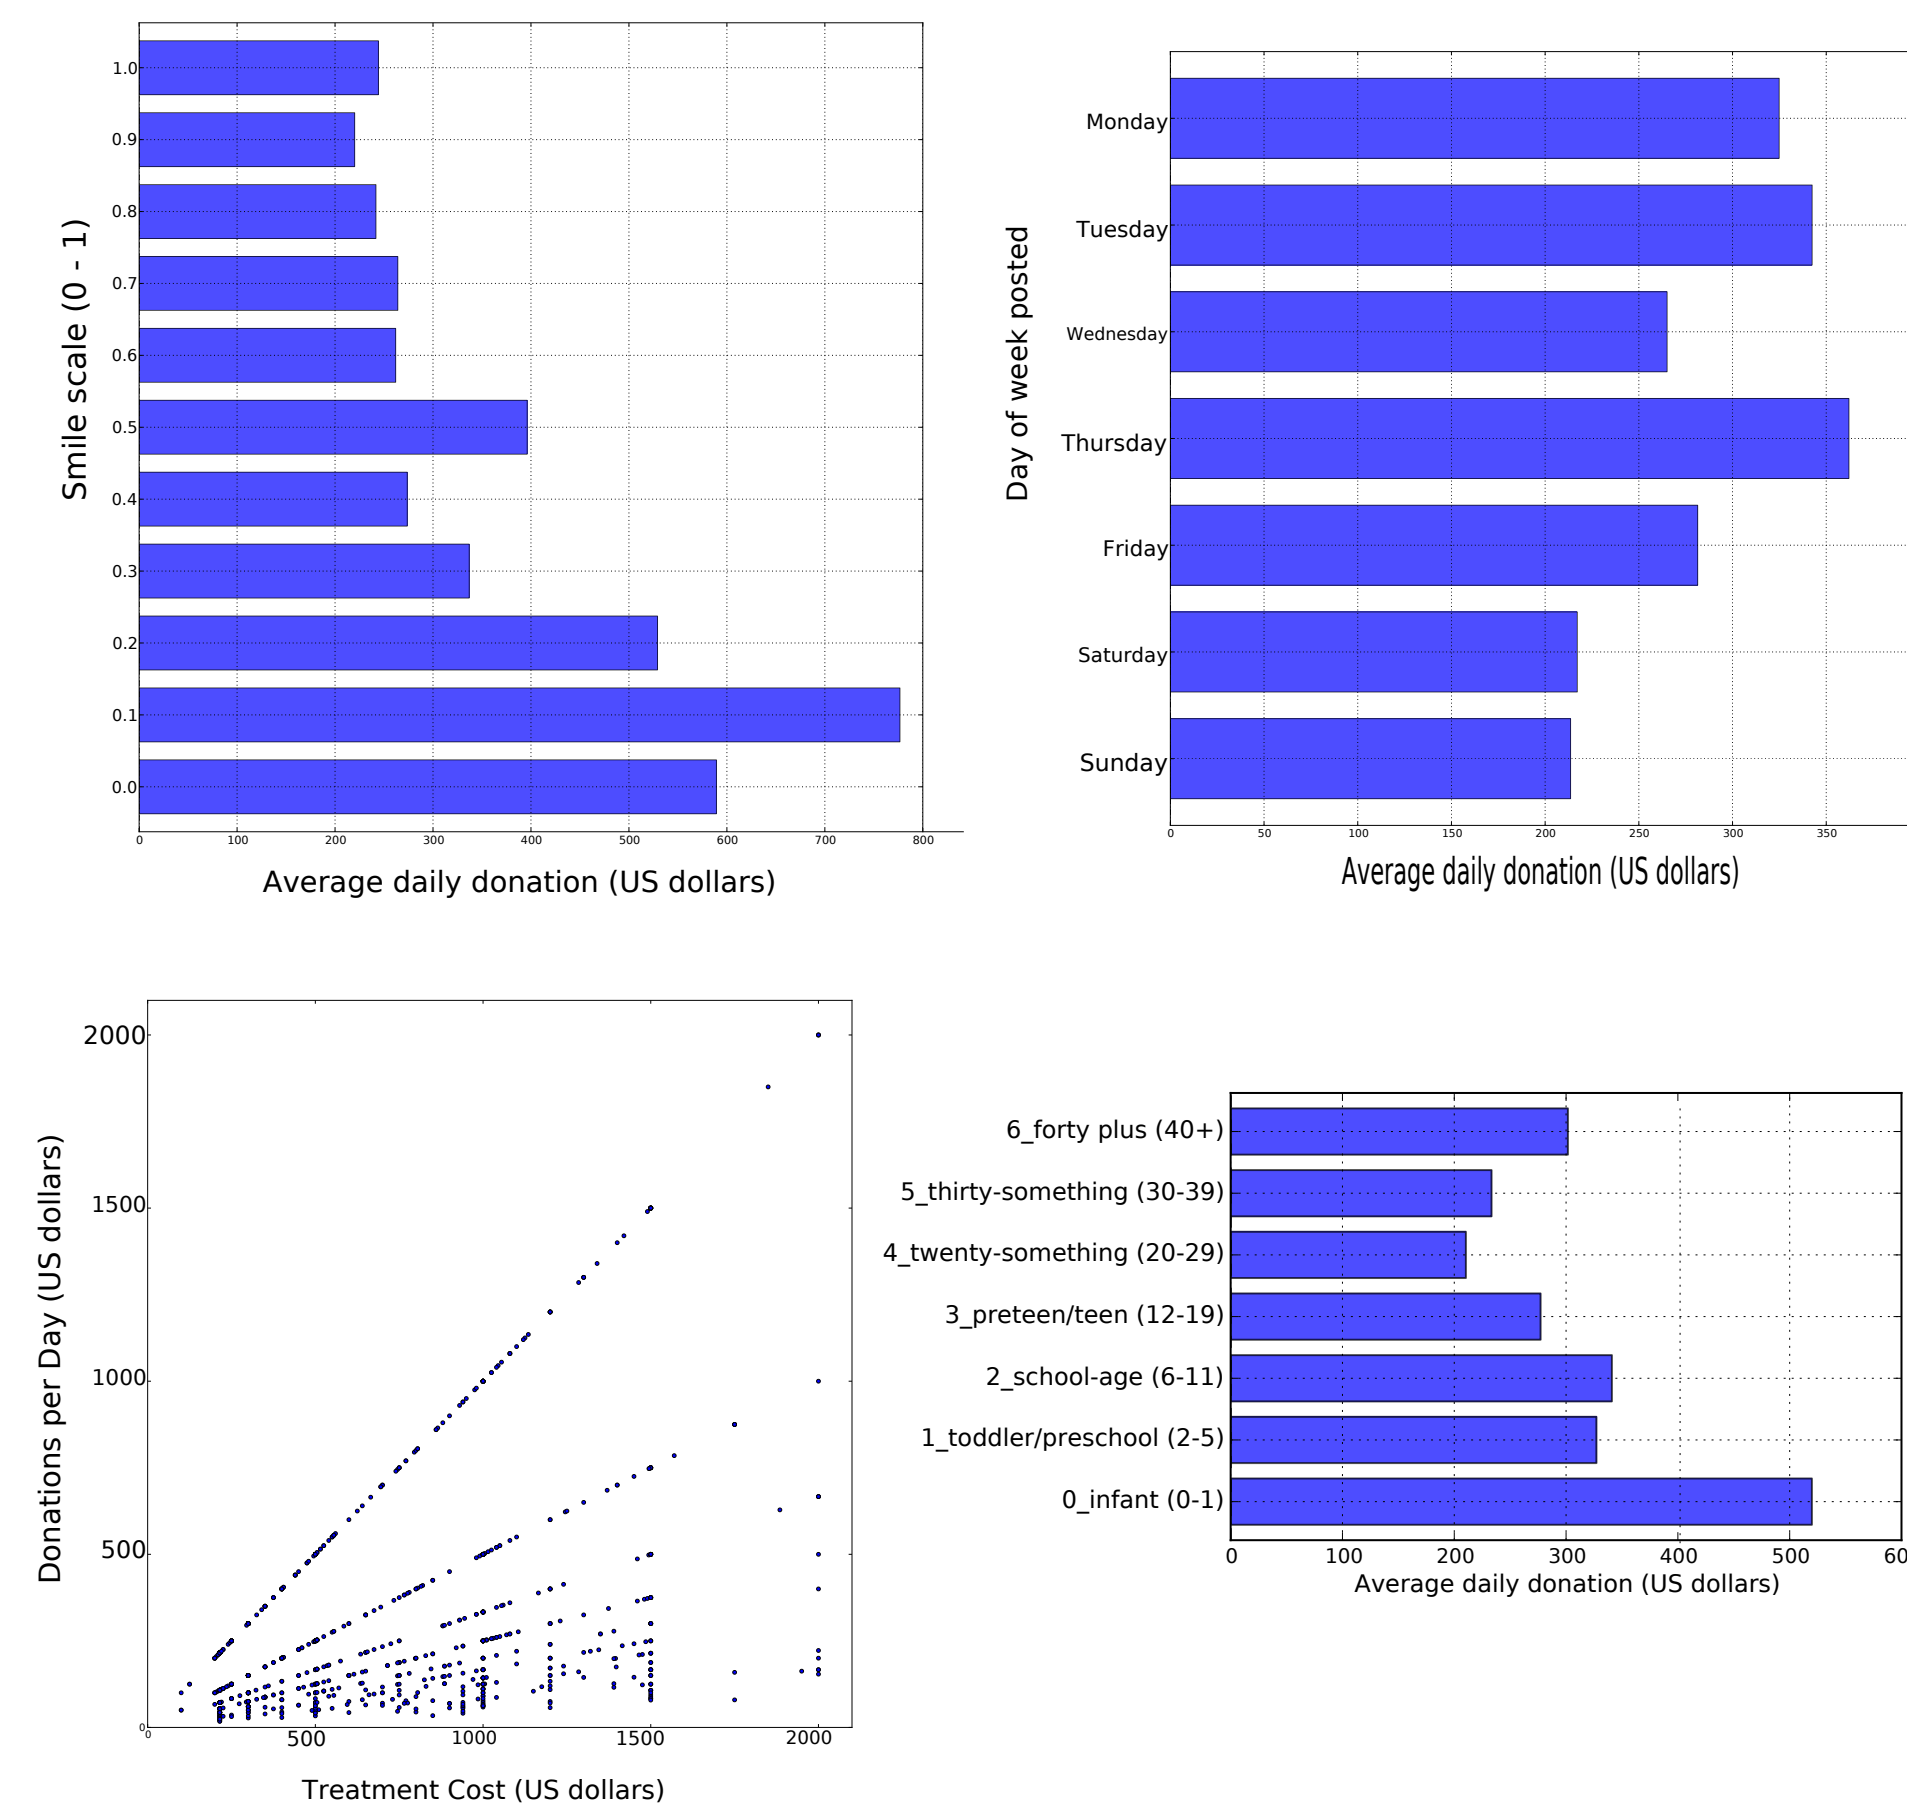 1.0
0.9
0.8
0.7
0.6
0.5
0.4
0.3
0.2
0.1
0.0
Smile scale (0 - 1)
0 100 200 300 400 500 600 700 800
Average daily donation (US dollars)
Monday
Tuesday
Wednesday
Thursday
Friday
Saturday
Sunday
Day of week posted
0 50 100 150 200 250 300 350
Average daily donation (US dollars)
2000
1500
1000
500
0
Donations per Day (US dollars)
0 500 1000 1500 2000
Treatment Cost (US dollars)
6_forty plus (40+)
5_thirty-something (30-39)
4_twenty-something (20-29)
3_preteen/teen (12-19)
2_school-age (6-11)
1_toddler/preschool (2-5)
0_infant (0-1)
0 100 200 300 400 500 60
Average daily donation (US dollars)